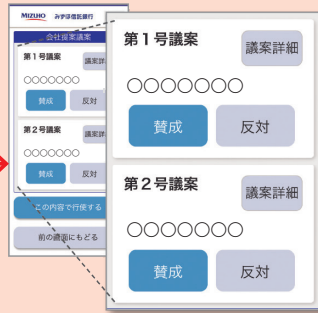 MIZUHO みずほ信託銀行
会社提案議案
第1号議案
議案詳
○○○○○○○
賛成 反対
第2号議案
議案詳
○○○○○○○
賛成 反対
この内容で行使する
前の画面にもどる
第1号議案
議案詳細
○○○○○○○
賛成 反対
第2号議案
議案詳細
○○○○○○○
賛成 反対